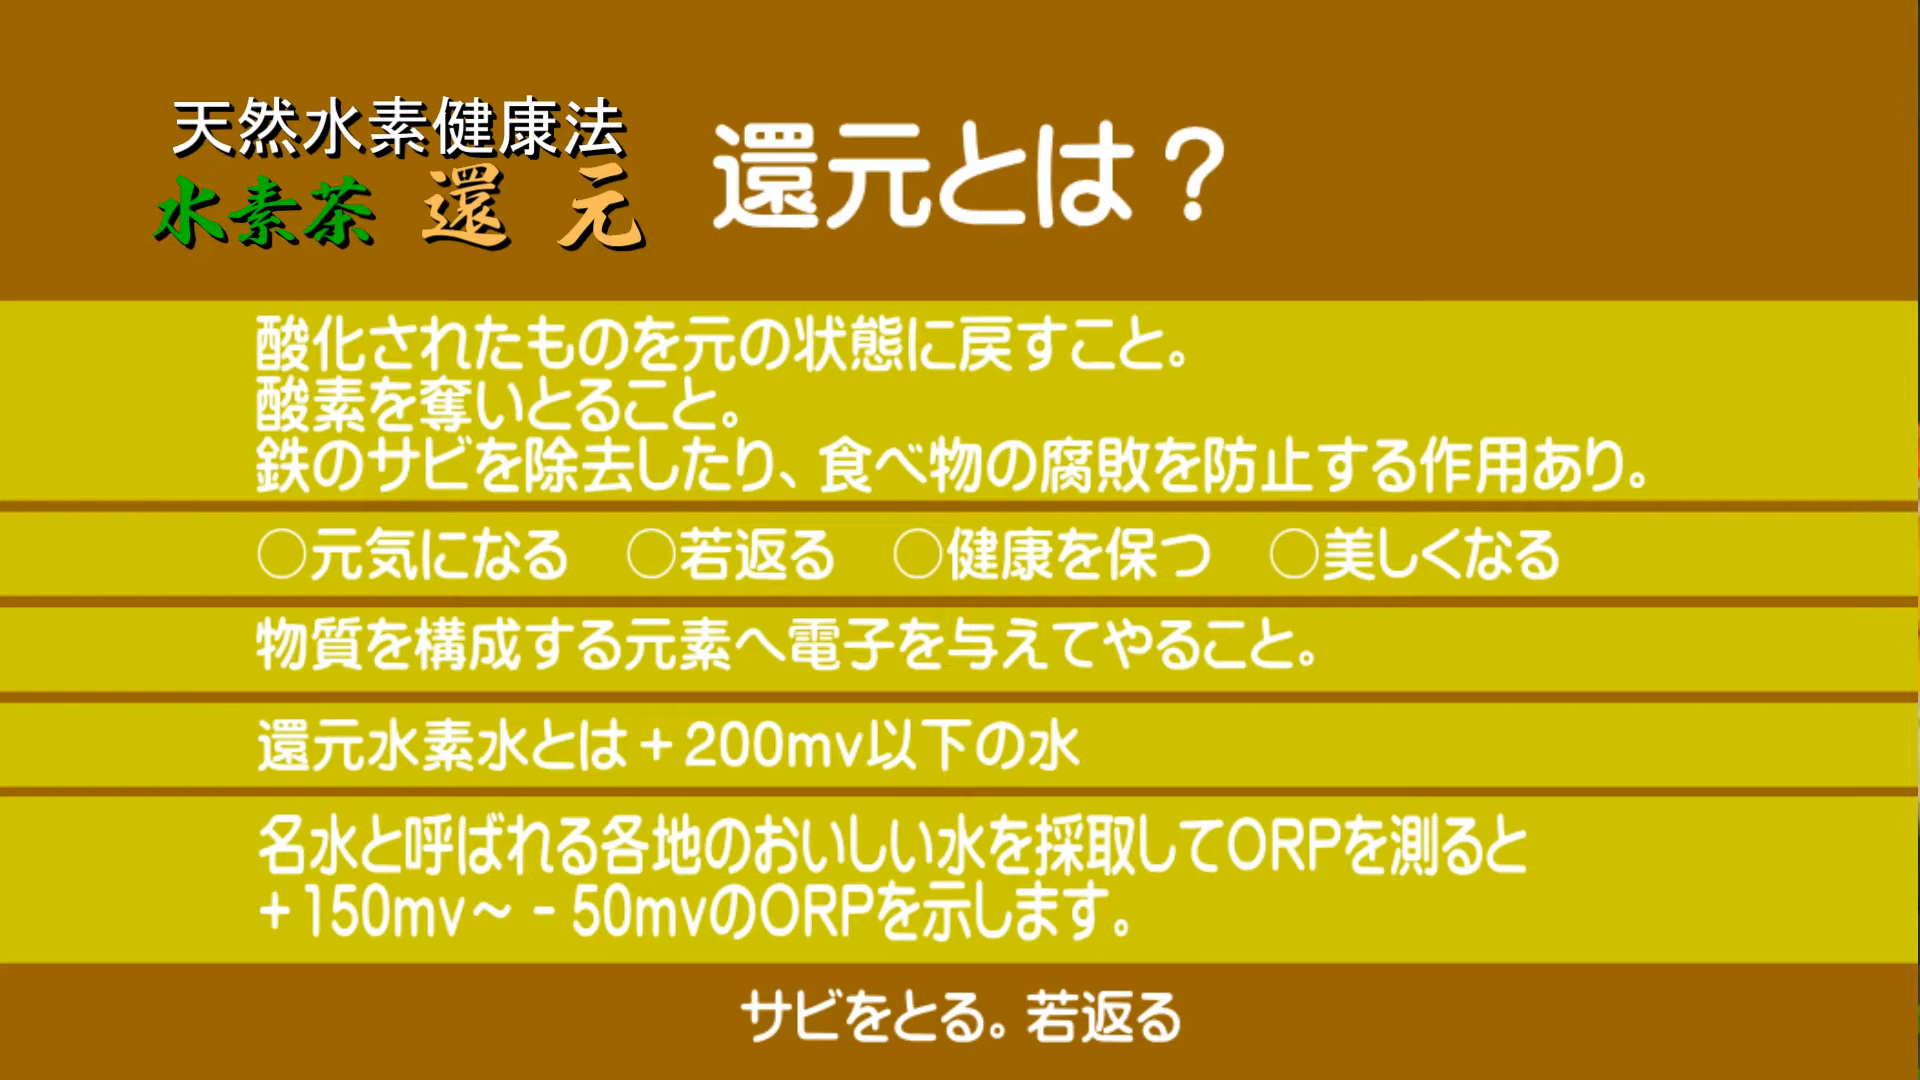 天然水素健康法
水素茶 還 元
還元とは？
酸化されたものを元の状態に戻すこと。
酸素を奪いとること。
鉄のサビを除去したり、食べ物の腐敗を防止する作用あり。
○元気になる ○若返る ○健康を保つ ○美しくなる
物質を構成する元素へ電子を与えてやること。
還元水素水とは＋200mv以下の水
名水と呼ばれる各地のおいしい水を採取してORPを測ると
+150mv～－50mvのORPを示します。
サビをとる。若返る